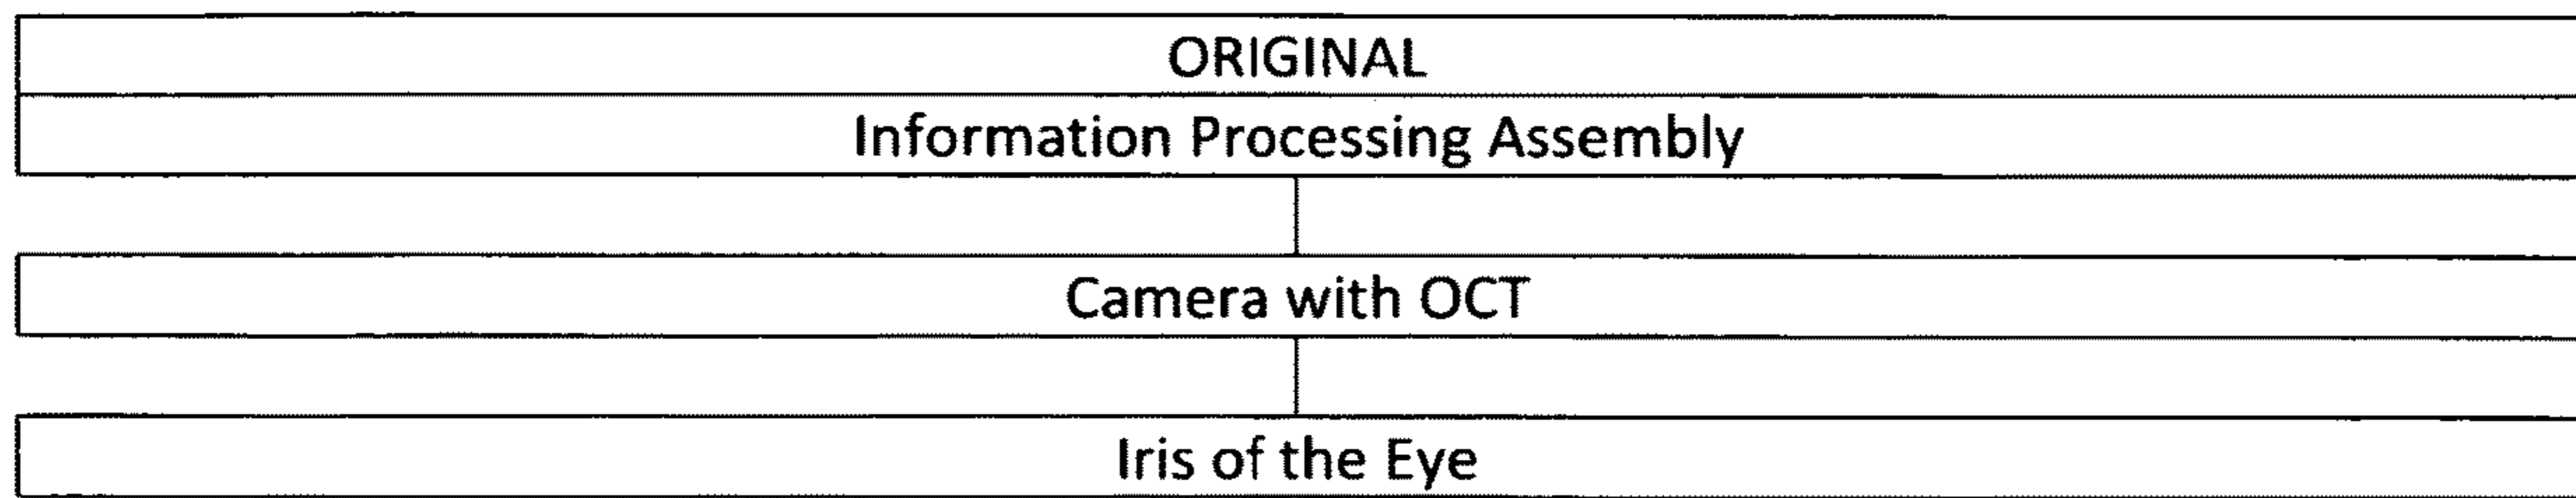 ORIGINAL
Information Processing Assembly
Camera with OCT
Iris of the Eye